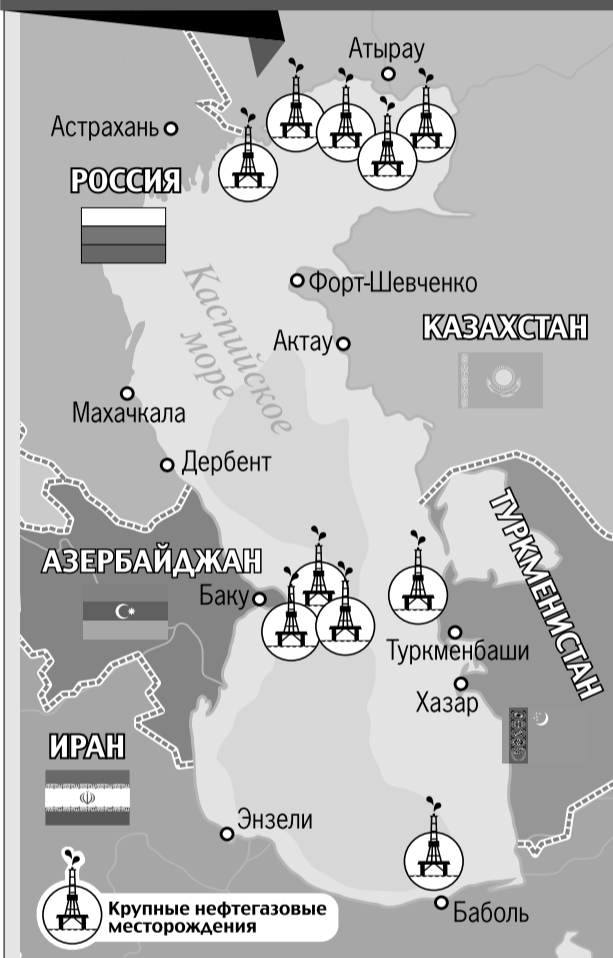 Атырау
Астрахань
РОССИЯ
Каспийское
море
Форт-Шевченко
КАЗАХСТАН
Актау
Махачкала
Дербент
ТУРКМЕНИСТАН
АЗЕРБАЙДЖАН
Баку
Туркменбаши
Хазар
ИРАН
Энзели
Баболь
Крупные нефтегазовые
месторождения